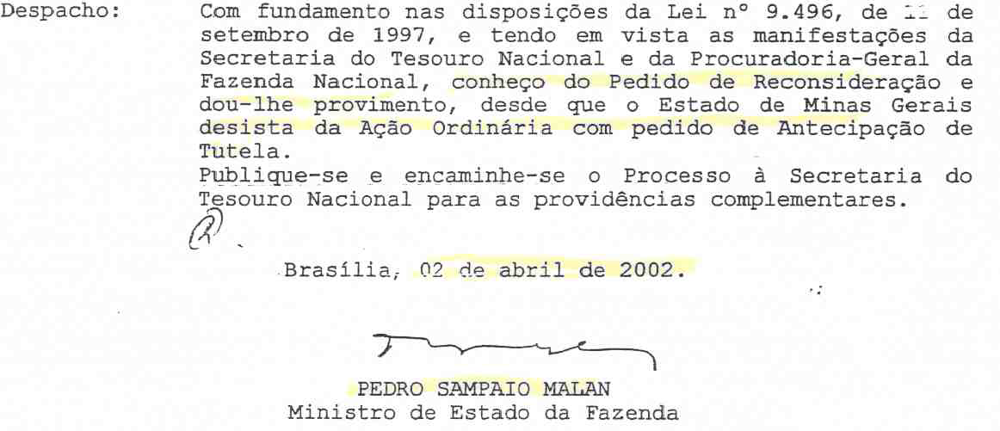 Despacho: Com fundamento nas disposições da Lei nº 9.496, de de
setembro de 1997, e tendo em vista as manifestações da
Secretaria do Tesouro Nacional e da Procuradoria-Geral da
Fazenda Nacional, conheço do Pedido de Reconsideração e
dou-lhe provimento, desde que o Estado de Minas Gerais
desista da Ação Ordinária com pedido de Antecipação de
Tutela.
Publique-se e encaminhe-se o Processo à Secretaria do
Tesouro Nacional para as providências complementares.
Brasília, 02 de abril de 2002.
PEDRO SAMPAIO MALAN
Ministro de Estado da Fazenda